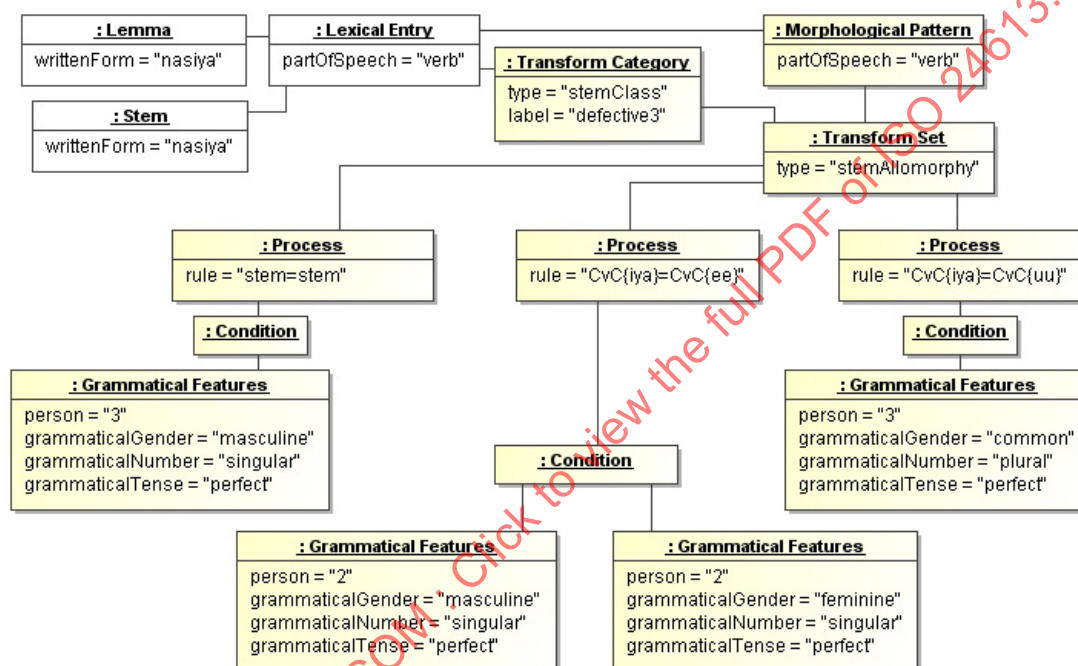 : Lemma
writtenForm = "nasiya"
: Lexical Entry
partOfSpeech = "verb"
: Morphological Pattern
partOfSpeech = "verb"
: Transform Category
type = "stemClass"
label = "defective3"
: Stem
writtenForm = "nasiya"
: Transform Set
type = "stemAllomorphy"
: Process
rule = "stem=stem"
: Process
rule = "CvC{iya}=CvC{ee}"
: Process
rule = "CvC{iya}=CvC{uu}"
: Condition
: Condition
: Grammatical Features
person = "3"
grammaticalGender = "masculine"
grammaticalNumber = "singular"
grammaticalTense = "perfect"
: Grammatical Features
person = "3"
grammaticalGender = "common"
grammaticalNumber = "plural"
grammaticalTense = "perfect"
: Condition
: Grammatical Features
person = "2"
grammaticalGender = "masculine"
grammaticalNumber = "singular"
grammaticalTense = "perfect"
: Grammatical Features
person = "2"
grammaticalGender = "feminine"
grammaticalNumber = "singular"
grammaticalTense = "perfect"
COM : Click to view the full PDF of ISO 24613: